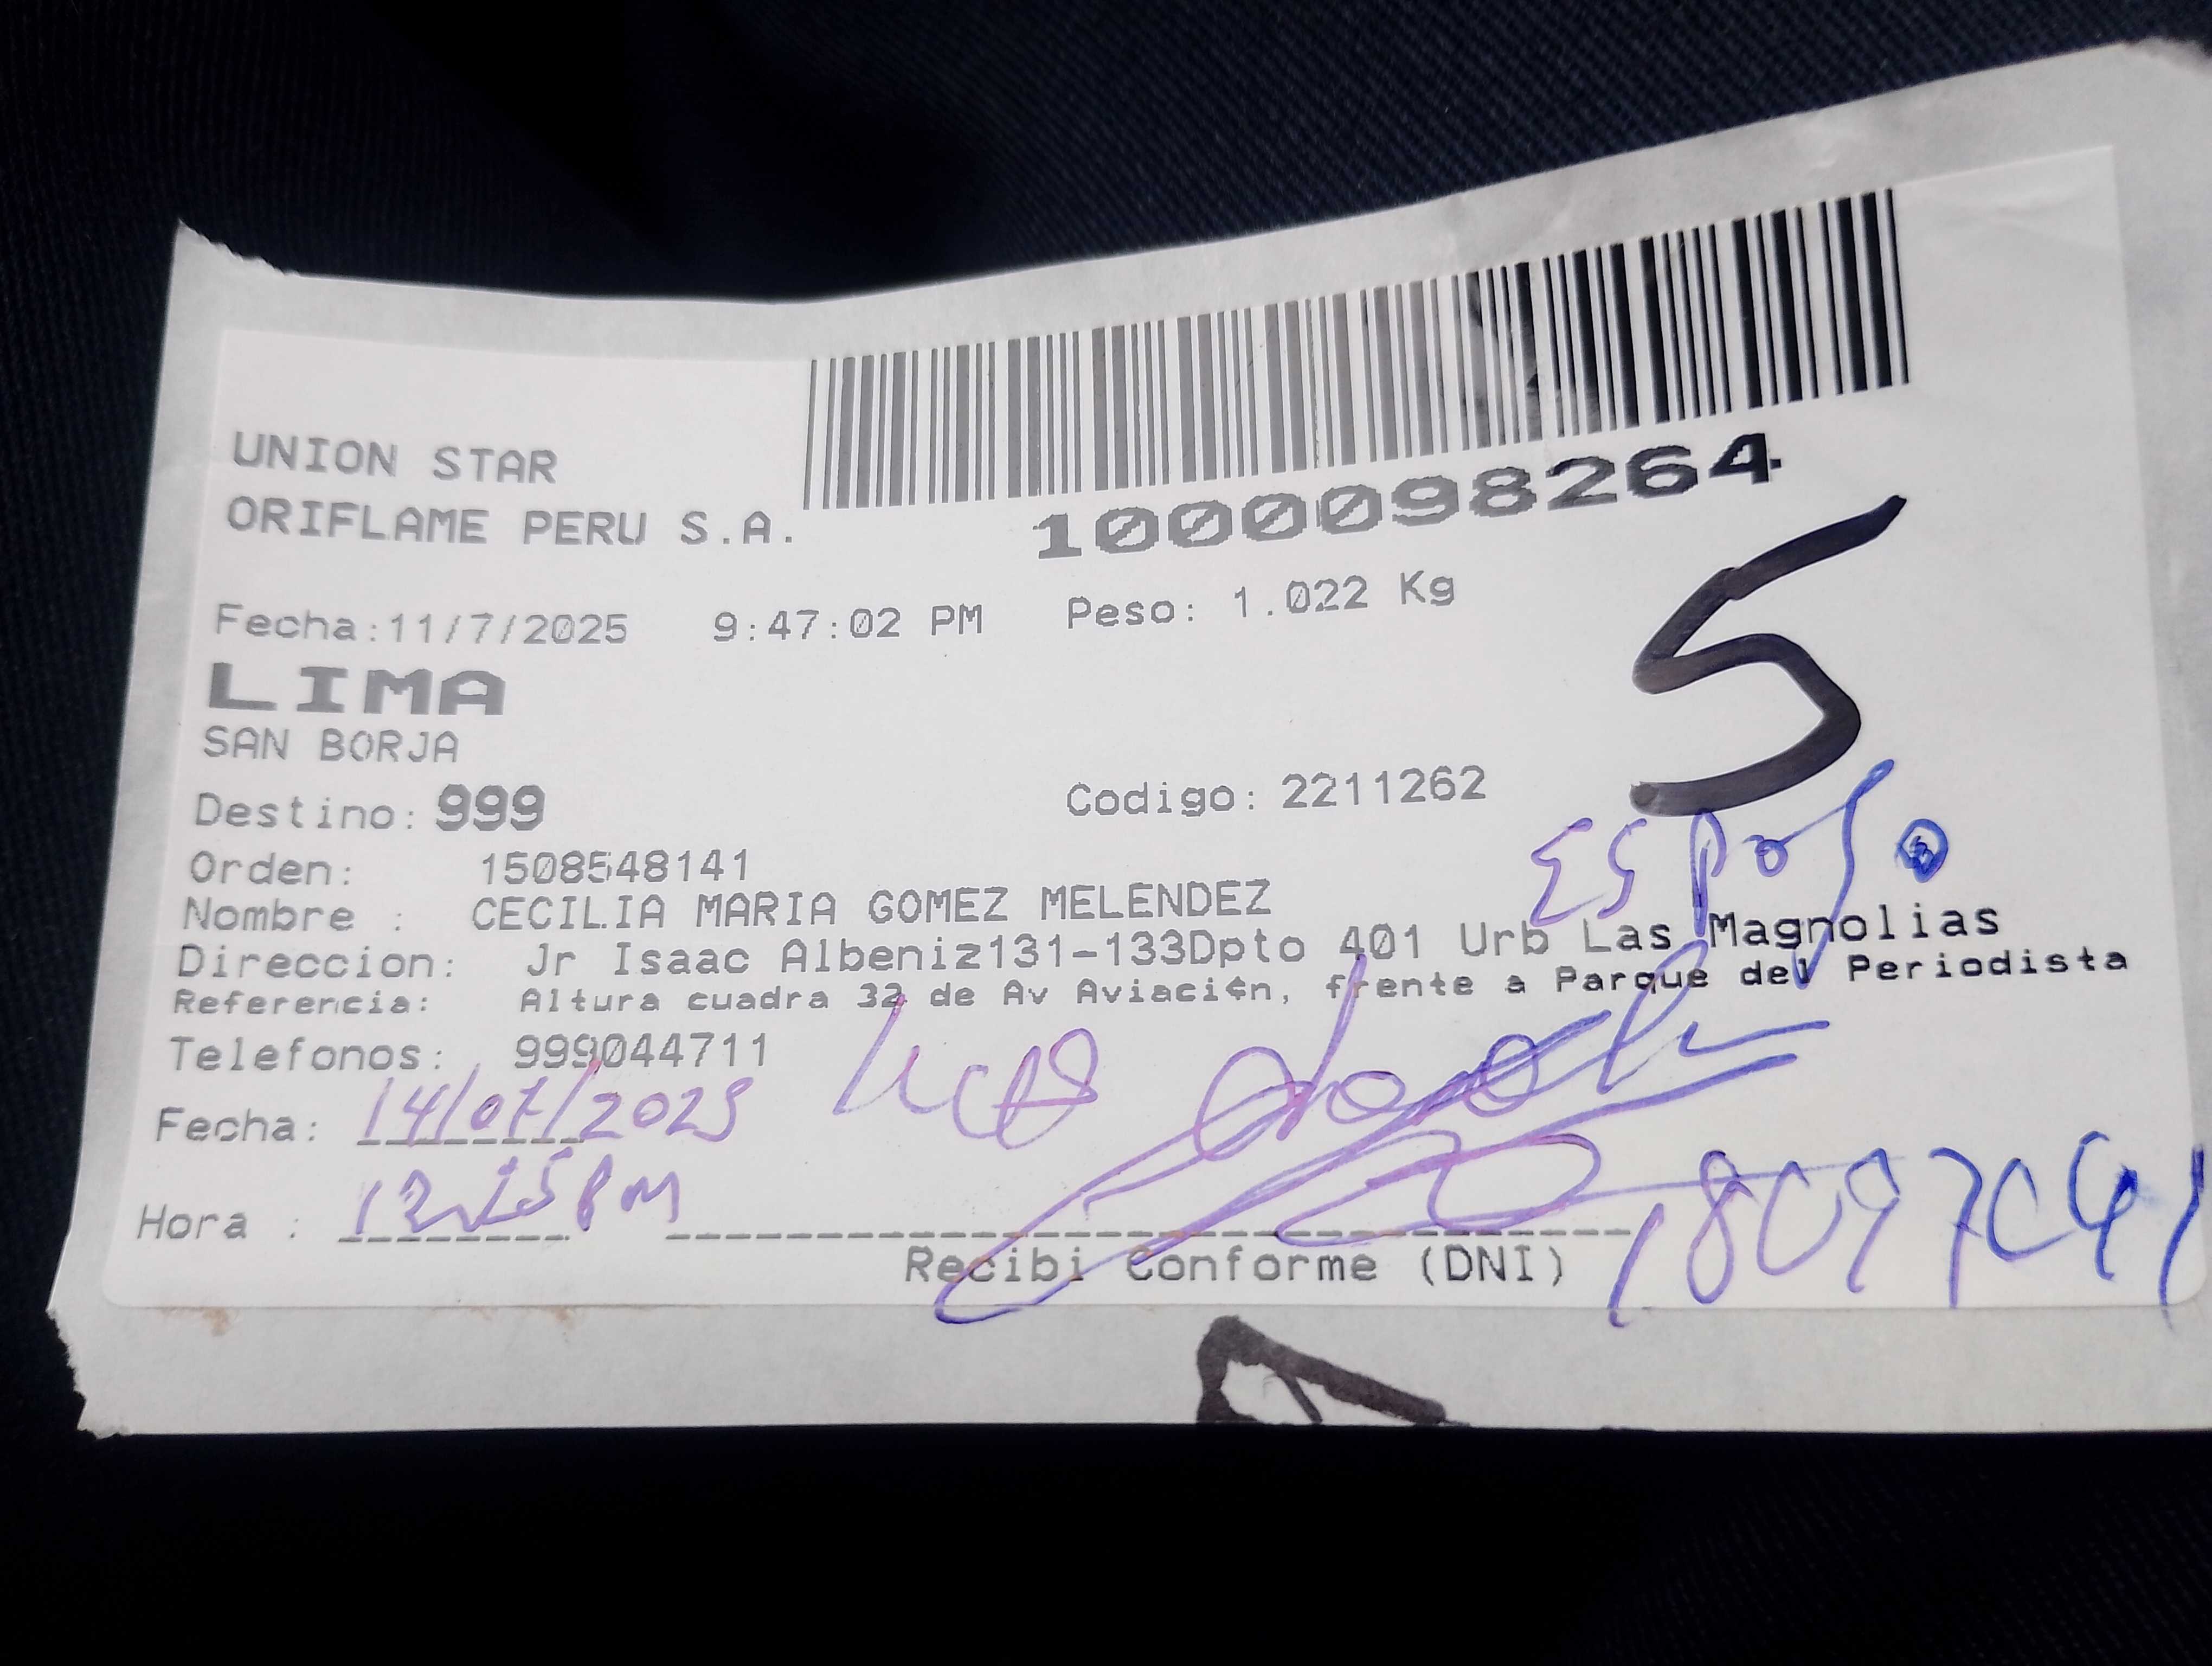 UNION STAR
ORIFLAME PERU S.A.
1000098264
Fecha:11/7/2025 9:47:02 PM Peso: 1.022 Kg
5
LIMA
SAN BORJA
Destino: 999 Codigo: 2211262
Orden: 1508548141
ESPOSO
Nombre : CECILIA MARIA GOMEZ MELENDEZ
Direccion: Jr Isaac Albeniz131-133Dpto 401 Urb Las Magnolias
Referencia: Altura cuadra 32 de Av Aviaci¢n, frente a Parque del Periodista
Telefonos: 999044711
Fecha: 14/07/2025
Hora : 12:25 PM
Recibi Conforme (DNI)